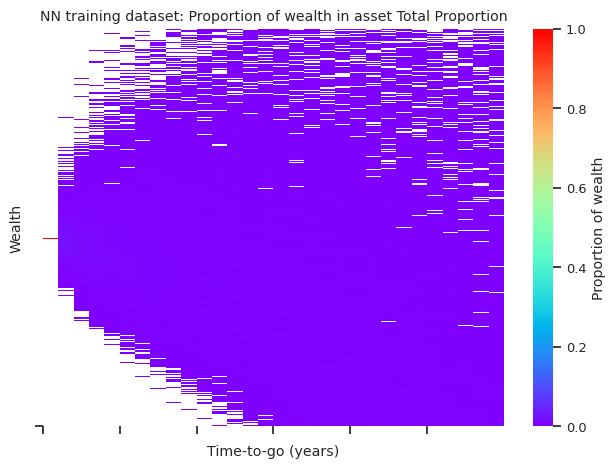 NN training dataset: Proportion of wealth in asset Total Proportion
Wealth
Time-to-go (years)
1.0
0.8
0.6
0.4
0.2
0.0
Proportion of wealth